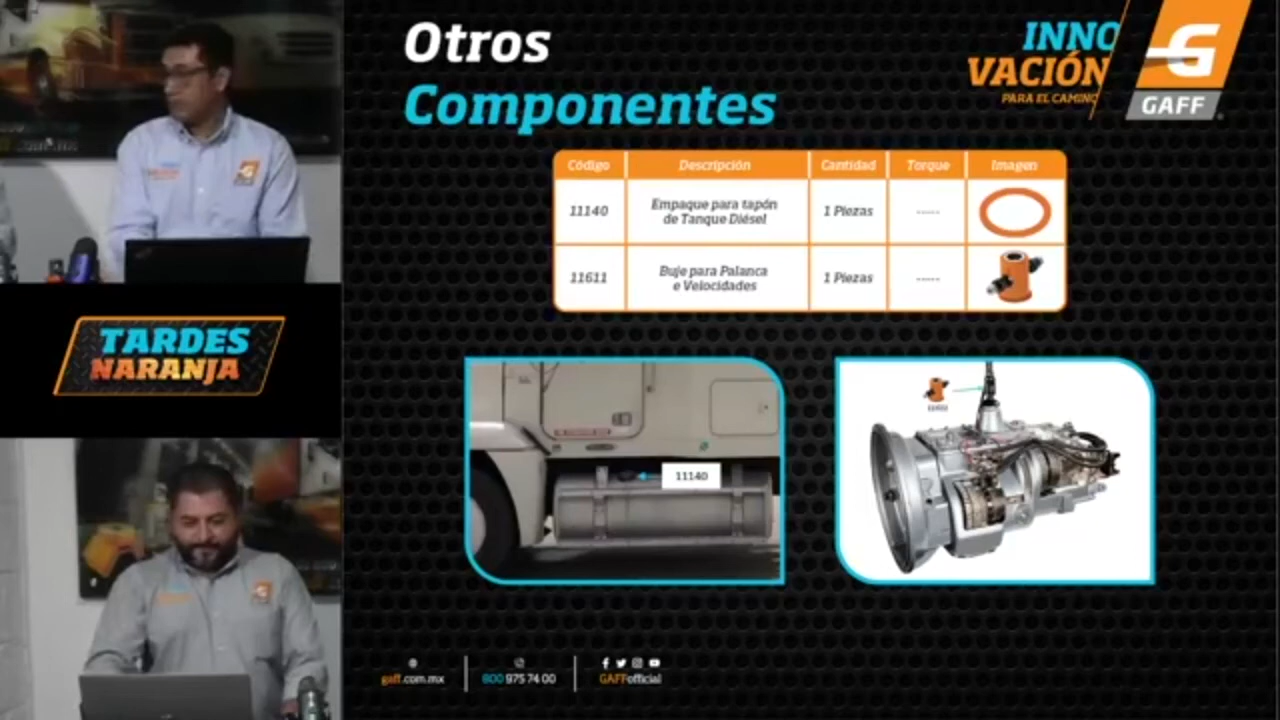 Otros
Componentes
INNO
VACIÓN
PARA EL CAMINO
GAFF
Código Descripción Cantidad Torque Imagen
11140 Empaque para tapón de Tanque Diésel 1 Piezas -----
11611 Buje para Palanca e Velocidades 1 Piezas -----
TARDES
NARANJA
11140
gaff.com.mx
800 975 74 00
GAFFofficial